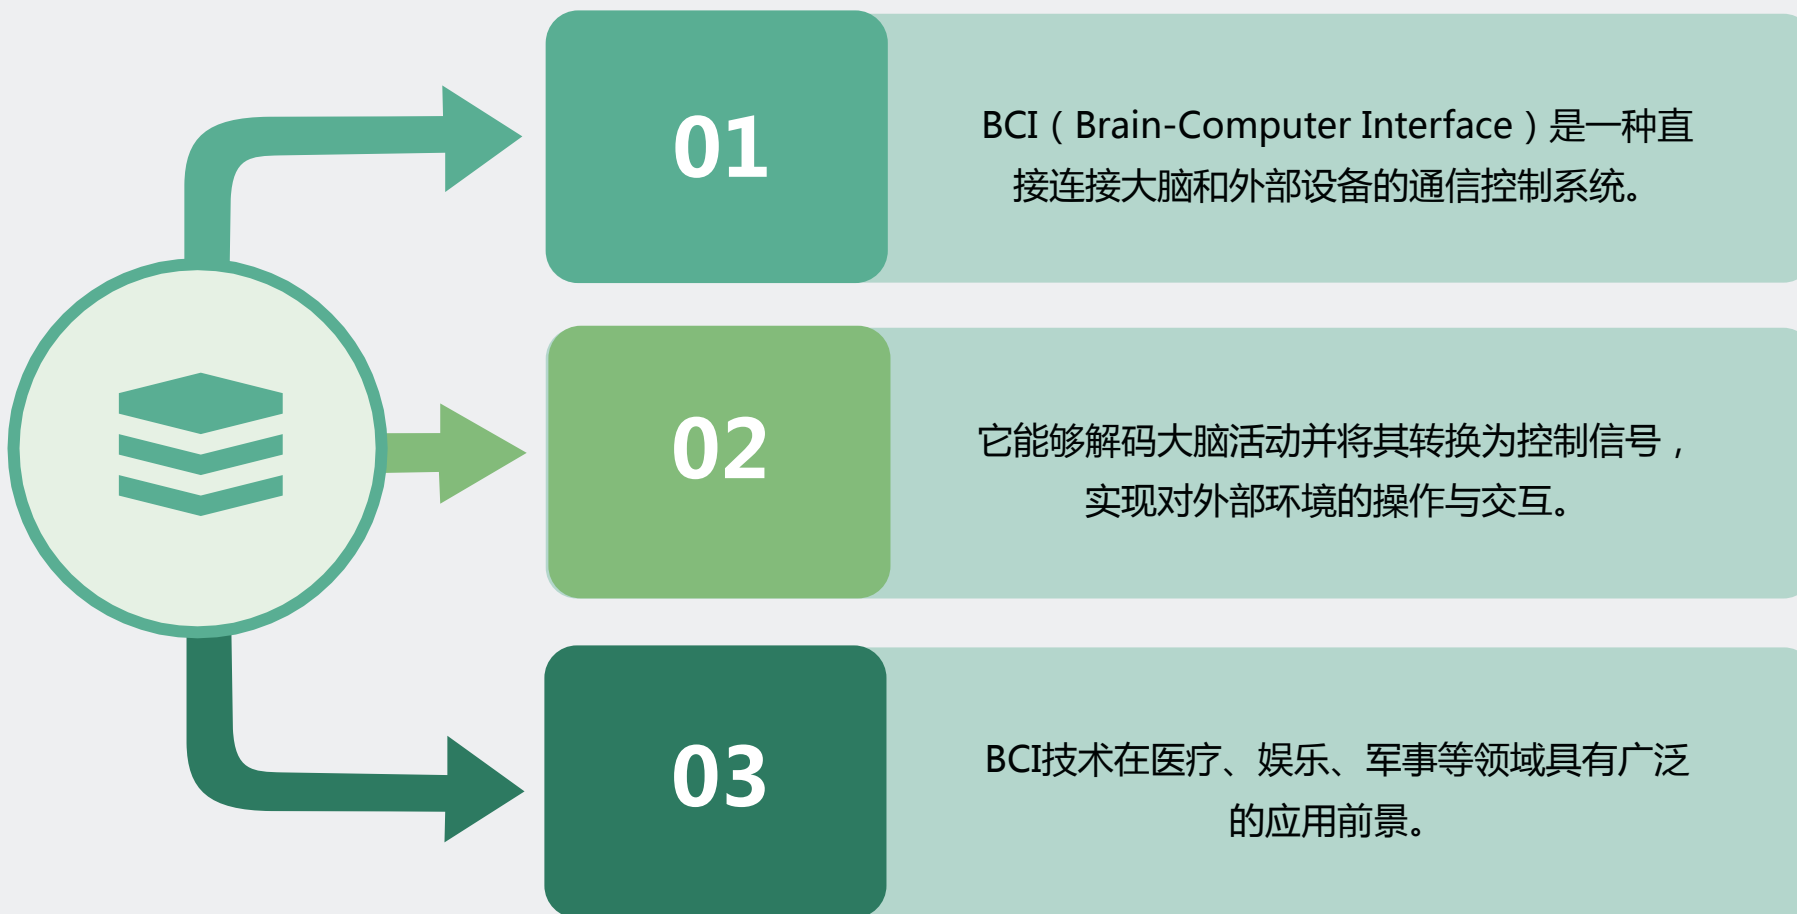 01
BCI（Brain-Computer Interface）是一种直
接连接大脑和外部设备的通信控制系统。
02
它能够解码大脑活动并将其转换为控制信号，
实现对外部环境的操作与交互。
03
BCI技术在医疗、娱乐、军事等领域具有广泛
的应用前景。